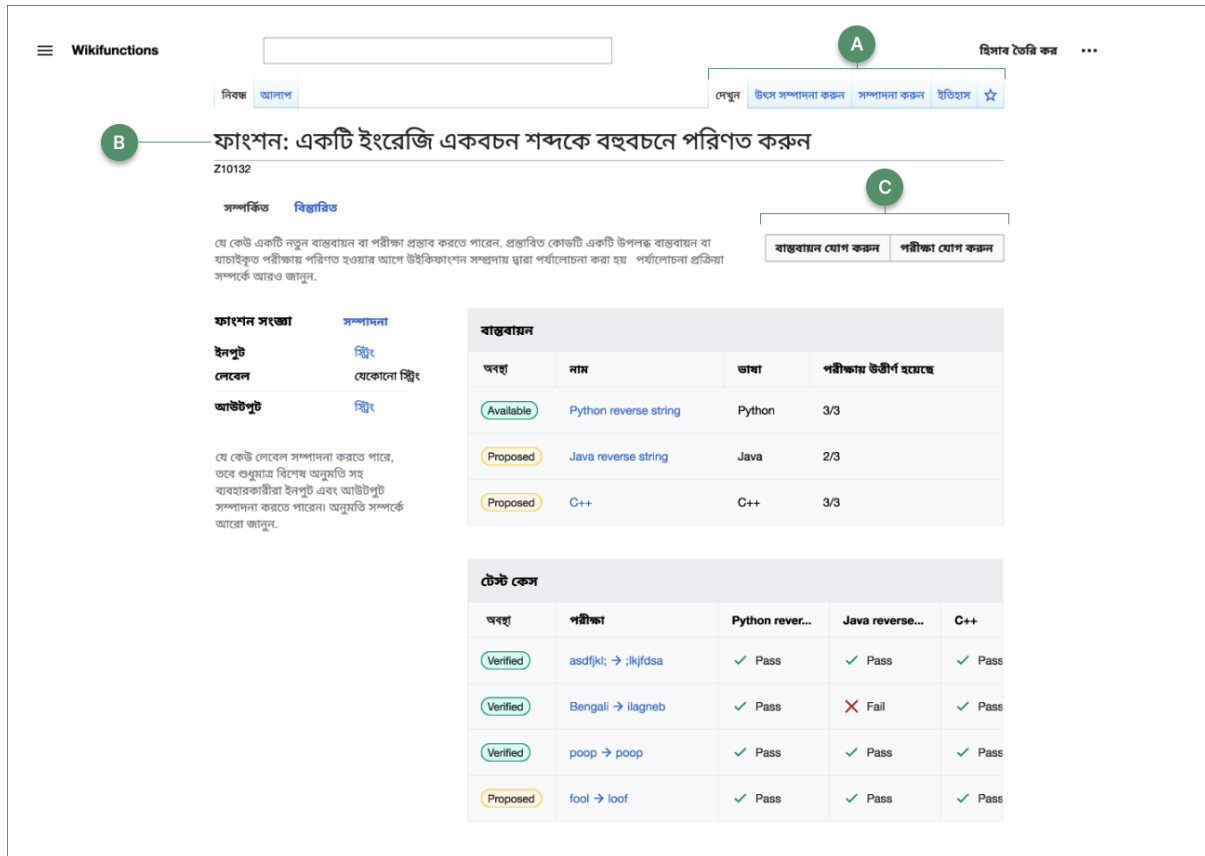 Wikifunctions
A
হিসাব তৈরি কর
নিবন্ধ আলাপ
দেখুন উৎস সম্পাদনা করুন সম্পাদনা করুন ইতিহাস
B
ফাংশন: একটি ইংরেজি একবচন শব্দকে বহুবচনে পরিণত করুন
Z10132
C
সম্পর্কিত বিস্তারিত
যে কেউ একটি নতুন বাস্তবায়ন বা পরীক্ষা প্রস্তাব করতে পারেন. প্রস্তাবিত কোডটি একটি উপলব্ধ বাস্তবায়ন বা
যাচাইকৃত পরীক্ষায় পরিণত হওয়ার আগে উইকিফাংশন সম্প্রদায় দ্বারা পর্যালোচনা করা হয় পর্যালোচনা প্রক্রিয়া
সম্পর্কে আরও জানুন.
বাস্তবায়ন যোগ করুন পরীক্ষা যোগ করুন
ফাংশন সংজ্ঞা সম্পাদনা
ইনপুট স্ট্রিং
লেবেল যেকোনো স্ট্রিং
আউটপুট স্ট্রিং
যে কেউ লেবেল সম্পাদনা করতে পারে,
তবে শুধুমাত্র বিশেষ অনুমতি সহ
ব্যবহারকারীরা ইনপুট এবং আউটপুট
সম্পাদনা করতে পারেন৷ অনুমতি সম্পর্কে
আরো জানুন.
বাস্তবায়ন
অবস্থা নাম ভাষা পরীক্ষায় উত্তীর্ণ হয়েছে
Available Python reverse string Python 3/3
Proposed Java reverse string Java 2/3
Proposed C++ C++ 3/3
টেস্ট কেস
অবস্থা পরীক্ষা Python rever... Java reverse... C++
Verified asdfjkl; → ;lkjfdsa Pass Pass Pass
Verified Bengali → ilagneb Pass Fail Pass
Verified poop → poop Pass Pass Pass
Proposed fool → loof Pass Pass Pass